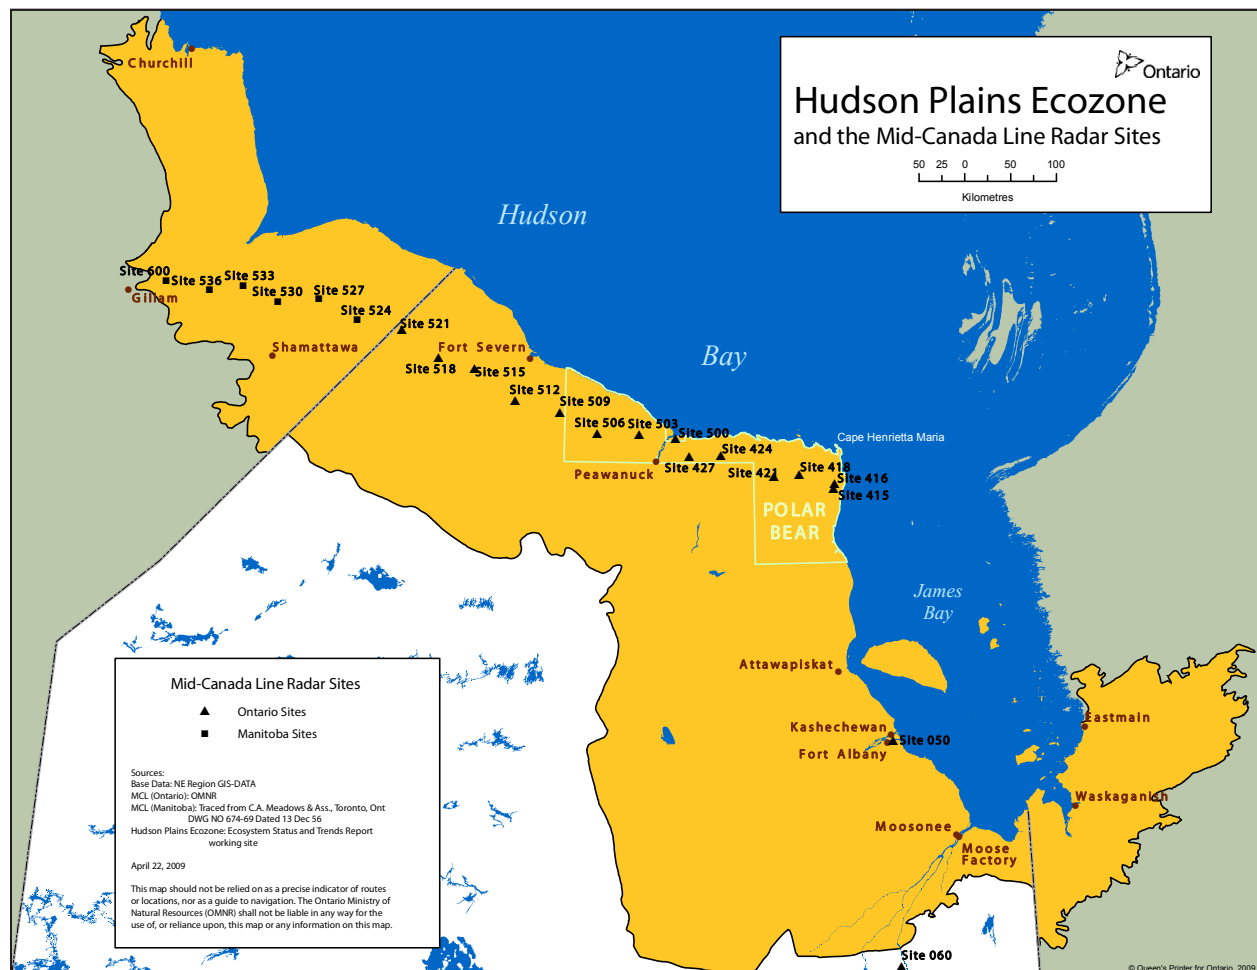 Churchill
Ontario
Hudson Plains Ecozone
and the Mid-Canada Line Radar Sites
50 25 0 50 100
Kilometres
Hudson
Site 600
Site 536
Site 533
Site 530
Site 527
Site 524
Gillam
Site 521
Shamattawa
Fort Severn
Bay
Site 518
Site 515
Site 512
Site 509
Site 506
Site 503
Site 500
Cape Henrietta Maria
Site 424
Peawanuck
Site 427
Site 421
Site 418
Site 416
Site 415
POLAR
BEAR
James
Bay
Attawapiskat
Kashechewan
Site 050
Fort Albany
Eastmain
Waskaganish
Moosonee
Moose
Factory
Site 060
Mid-Canada Line Radar Sites
Ontario Sites
Manitoba Sites
Sources:
Base Data: NE Region GIS-DATA
MCL (Ontario): OMNR
MCL (Manitoba): Traced from C.A. Meadows & Ass., Toronto, Ont
DWG NO 674-69 Dated 13 Dec 56
Hudson Plains Ecozone: Ecosystem Status and Trends Report
working site
April 22, 2009
This map should not be relied on as a precise indicator of routes
or locations, nor as a guide to navigation. The Ontario Ministry of
Natural Resources (OMNR) shall not be liable in any way for the
use of, or reliance upon, this map or any information on this map.
© Queen's Printer for Ontario, 2009